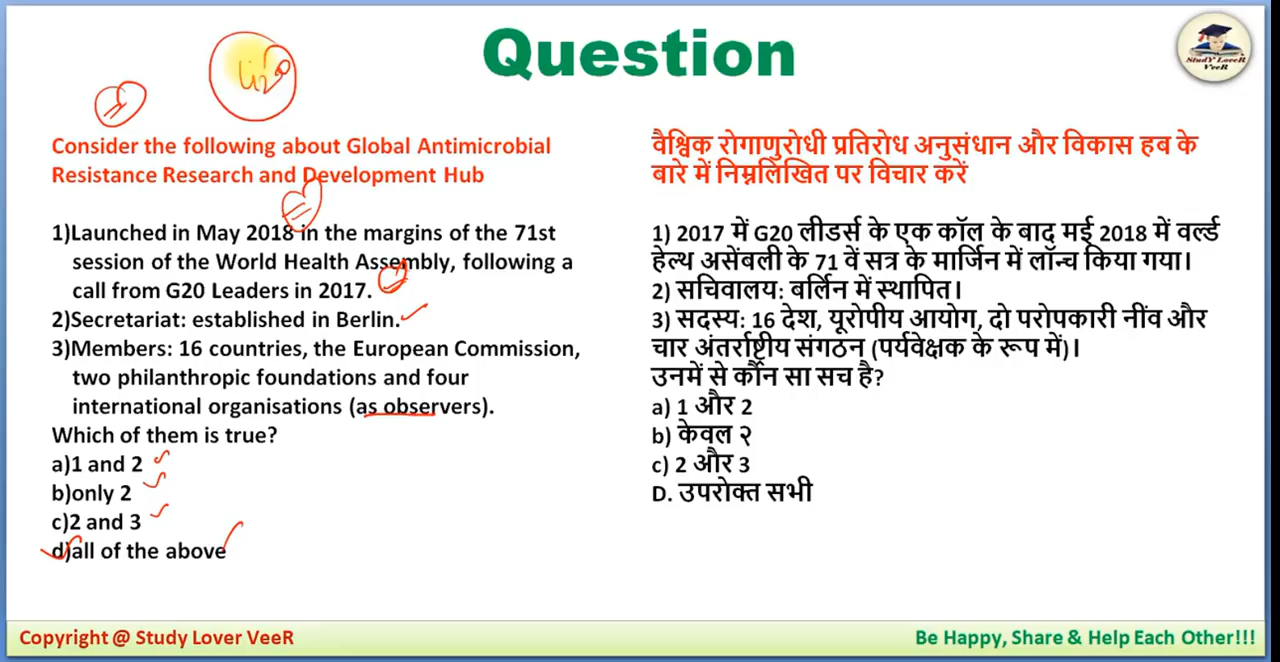 Question
StudY LoveR
VeeR
G20
Consider the following about Global Antimicrobial
Resistance Research and Development Hub
1)Launched in May 2018 in the margins of the 71st
session of the World Health Assembly, following a
call from G20 Leaders in 2017.
2)Secretariat: established in Berlin.
3)Members: 16 countries, the European Commission,
two philanthropic foundations and four
international organisations (as observers).
Which of them is true?
a)1 and 2
b)only 2
c)2 and 3
d)all of the above
वैश्विक रोगाणुरोधी प्रतिरोध अनुसंधान और विकास हब के
बारे में निम्नलिखित पर विचार करें
1) 2017 में G20 लीडर्स के एक कॉल के बाद मई 2018 में वर्ल्ड
हेल्थ असेंबली के 71 वें सत्र के मार्जिन में लॉन्च किया गया।
2) सचिवालय: बर्लिन में स्थापित।
3) सदस्य: 16 देश, यूरोपीय आयोग, दो परोपकारी नींव और
चार अंतर्राष्ट्रीय संगठन (पर्यवेक्षक के रूप में)।
उनमें से कौन सा सच है?
a) 1 और 2
b) केवल २
c) 2 और 3
D. उपरोक्त सभी
Copyright @ Study Lover VeeR
Be Happy, Share & Help Each Other!!!